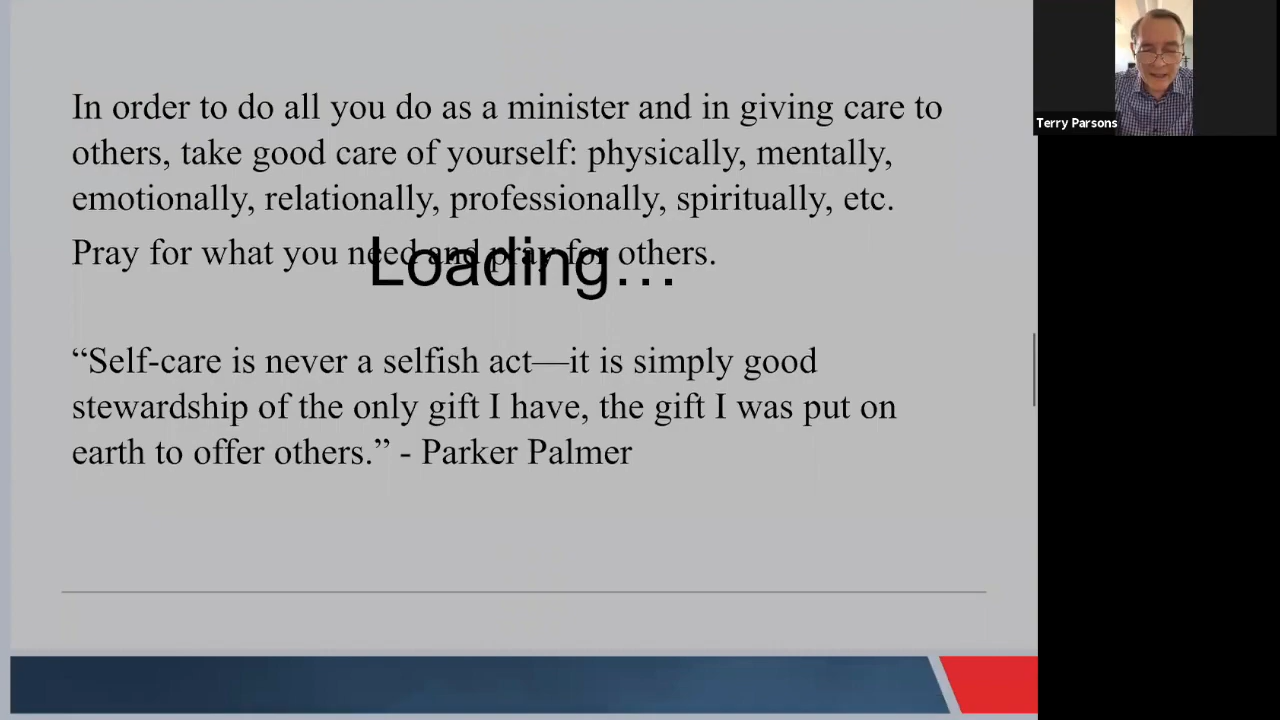 In order to do all you do as a minister and in giving care to
others, take good care of yourself: physically, mentally,
emotionally, relationally, professionally, spiritually, etc.
Pray for what you need and pray for others.
Loading…
“Self-care is never a selfish act—it is simply good
stewardship of the only gift I have, the gift I was put on
earth to offer others.” - Parker Palmer
Terry Parsons